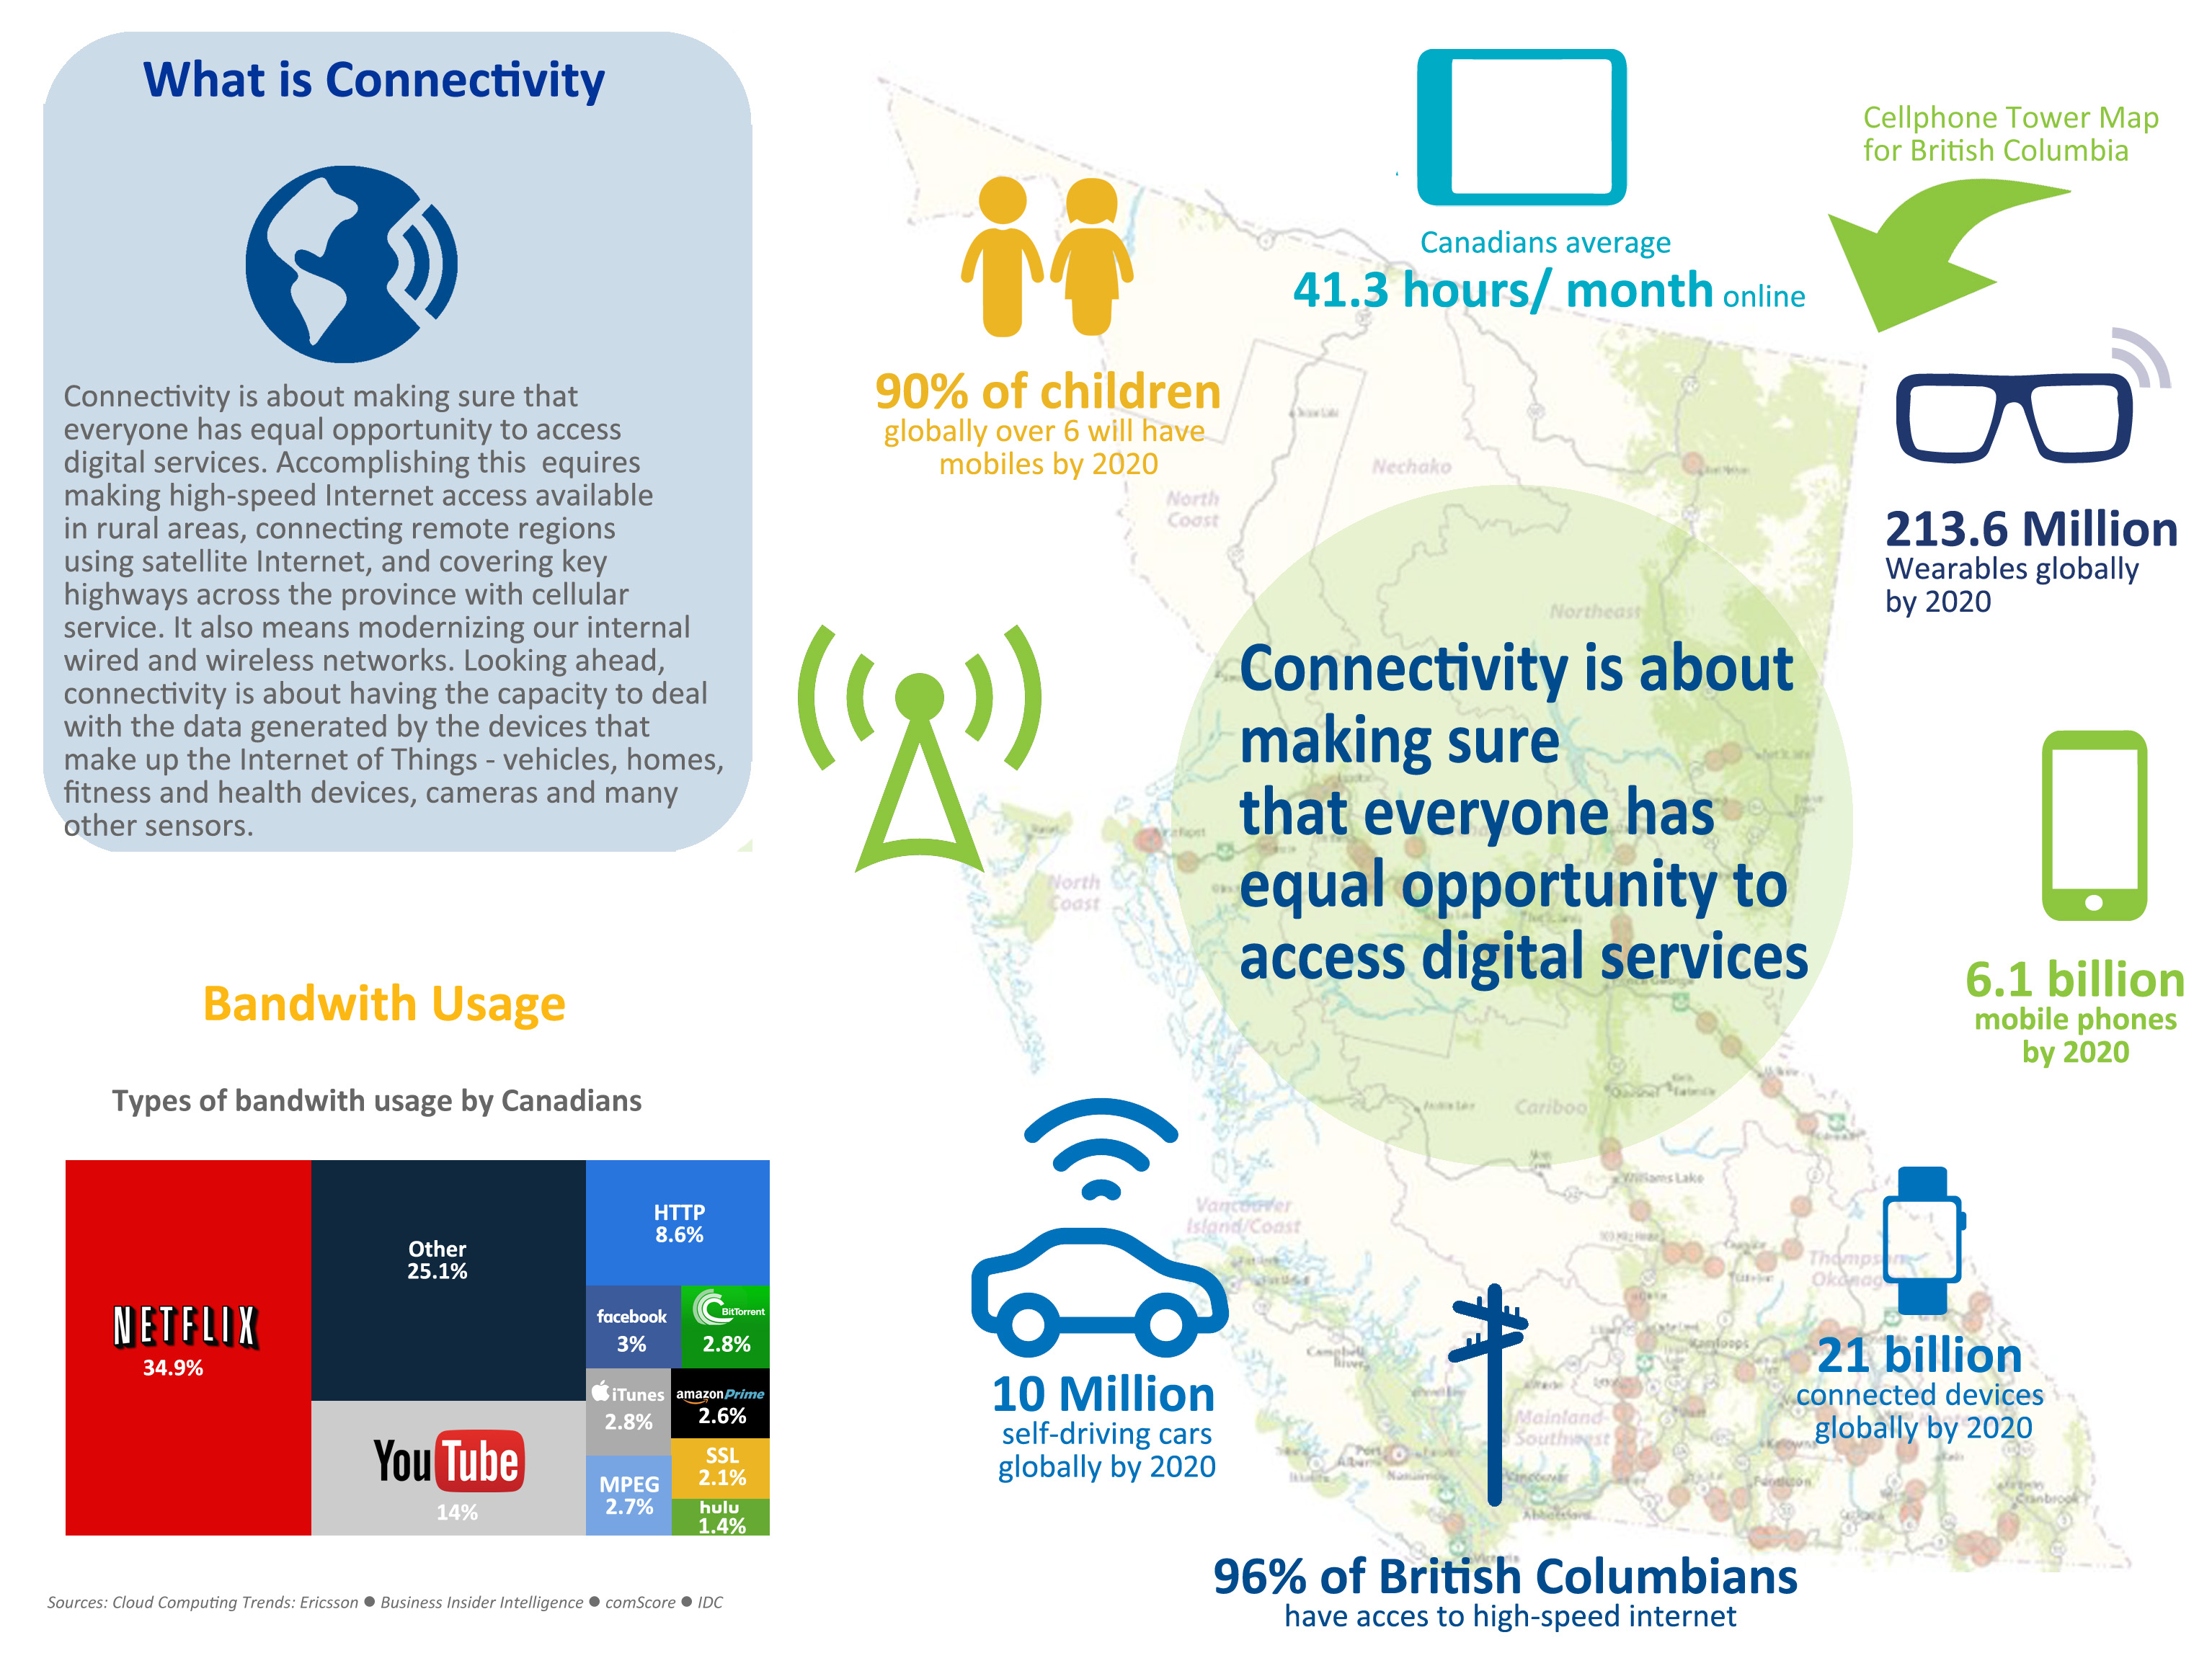 What is Connectivity
Connectivity is about making sure that
everyone has equal opportunity to access
digital services. Accomplishing this  equires
making high-speed Internet access available
in rural areas, connecting remote regions
using satellite Internet, and covering key
highways across the province with cellular
service. It also means modernizing our internal
wired and wireless networks. Looking ahead,
connectivity is about having the capacity to deal
with the data generated by the devices that
make up the Internet of Things - vehicles, homes,
fitness and health devices, cameras and many
other sensors.
Bandwith Usage
Types of bandwith usage by Canadians
NETFLIX
34.9%
Other
25.1%
YouTube
14%
HTTP
8.6%
facebook
3%
BitTorrent
2.8%
iTunes
2.8%
amazonPrime
2.6%
MPEG
2.7%
SSL
2.1%
hulu
1.4%
Sources: Cloud Computing Trends: Ericsson ● Business Insider Intelligence ● comScore ● IDC
Canadians average
41.3 hours/ month online
Cellphone Tower Map
for British Columbia
90% of children
globally over 6 will have
mobiles by 2020
213.6 Million
Wearables globally
by 2020
Connectivity is about
making sure
that everyone has
equal opportunity to
access digital services
6.1 billion
mobile phones
by 2020
10 Million
self-driving cars
globally by 2020
21 billion
connected devices
globally by 2020
96% of British Columbians
have acces to high-speed internet
Nechako
North
Coast
Northeast
North
Coast
Cariboo
Williams Lake
Vancouver
Island/Coast
Kamloops
Campbell
River
Mainland-
Southwest
Vancouver
Penticton
Cranbrook
Abbotsford